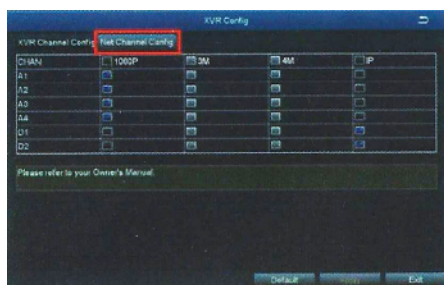 XVR Config
XVR Channel Config Net Channel Config
CHAN 1080P 3M 4M IP
A1
A2
A3
A4
D1
D2
Please refer to your Owner's Manual.
Default Apply Exit